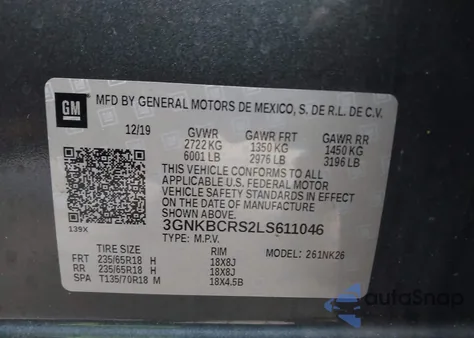 GM
MFD BY GENERAL MOTORS DE MEXICO, S. DE R.L. DE C.V.
12/19 GVWR GAWR FRT GAWR RR
2722 KG 1350 KG 1450 KG
6001 LB 2976 LB 3196 LB
THIS VEHICLE CONFORMS TO ALL
APPLICABLE U.S. FEDERAL MOTOR
VEHICLE SAFETY STANDARDS IN EFFECT
ON THE DATE OF MANUFACTURE
SHOWN ABOVE.
139X
3GNKBCRS2LS611046
TYPE: M.P.V.
TIRE SIZE RIM MODEL: 261NK26
FRT 235/65R18 H 18X8J
RR 235/65R18 H 18X8J
SPA T135/70R18 M 18X4.5B
autoSnap